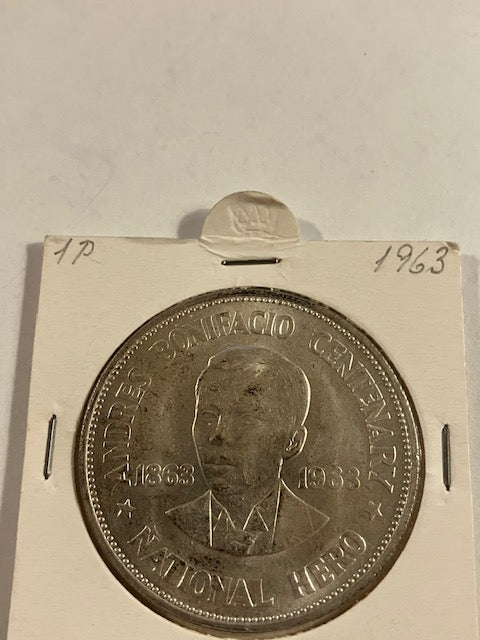 1P 1963
ANDRES BONIFACIO CENTENARY
1863 1963
★ NATIONAL HERO ★